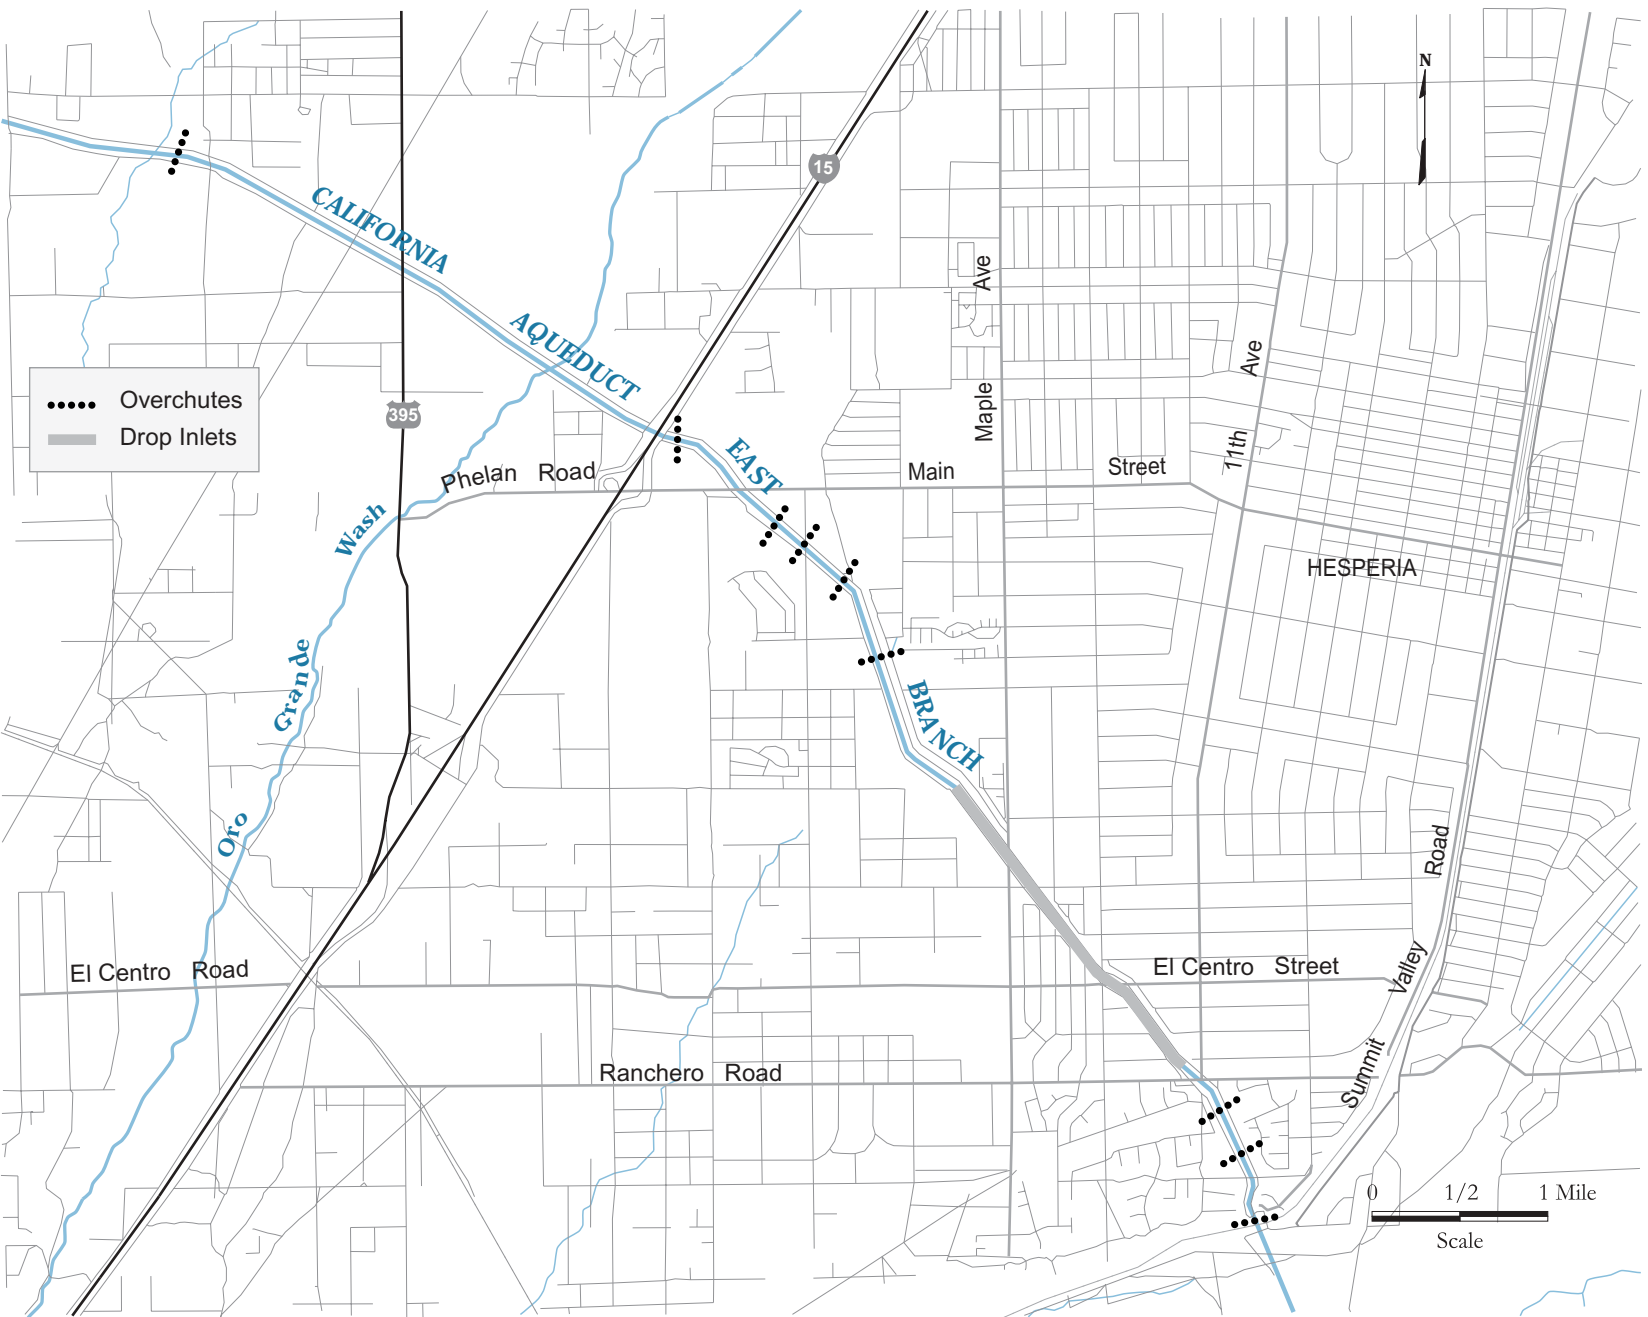 N
15
CALIFORNIA
AQUEDUCT
EAST
BRANCH
Maple Ave
11th Ave
Overchutes
Drop Inlets
395
Phelan Road
Main Street
HESPERIA
Oro Grande Wash
El Centro Road
El Centro Street
Ranchero Road
Summit Valley Road
0 1/2 1 Mile
Scale